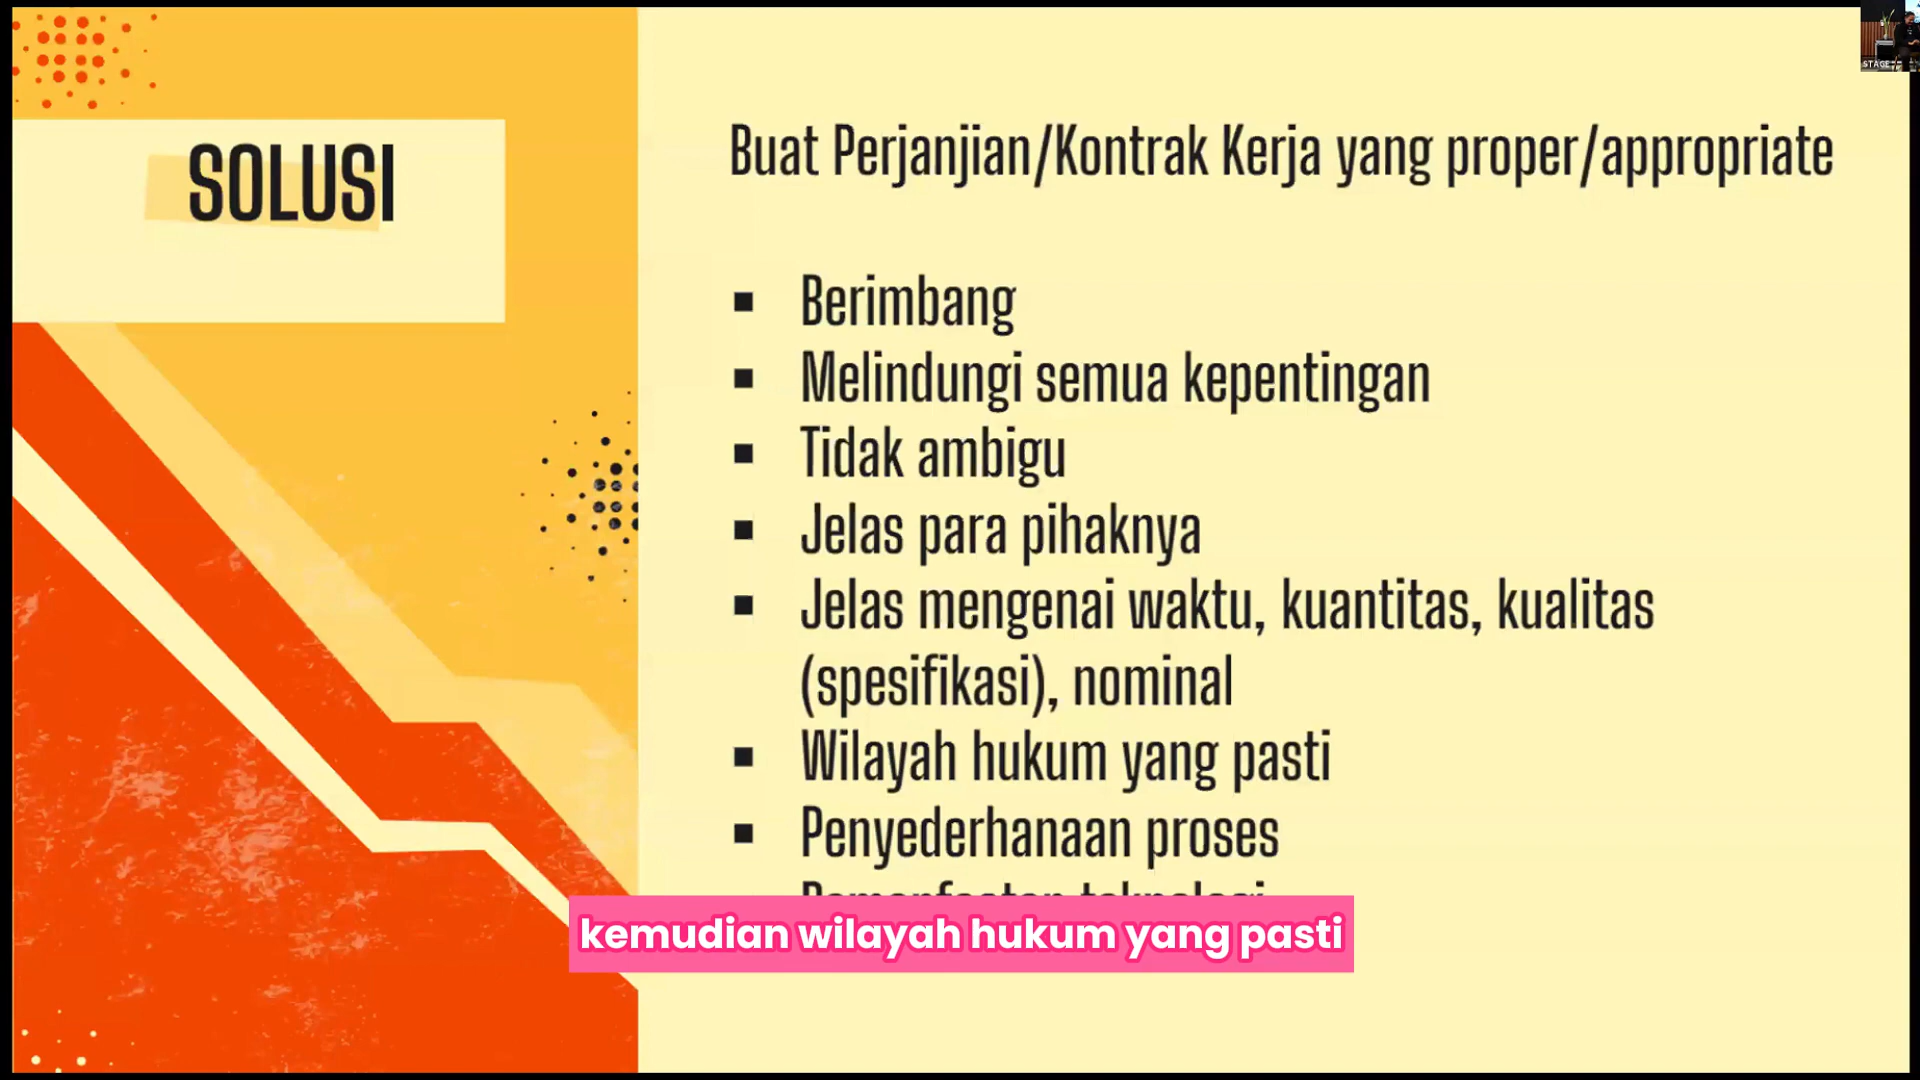 STAGE
SOLUSI
Buat Perjanjian/Kontrak Kerja yang proper/appropriate
▪ Berimbang
▪ Melindungi semua kepentingan
▪ Tidak ambigu
▪ Jelas para pihaknya
▪ Jelas mengenai waktu, kuantitas, kualitas
(spesifikasi), nominal
▪ Wilayah hukum yang pasti
▪ Penyederhanaan proses
kemudian wilayah hukum yang pasti